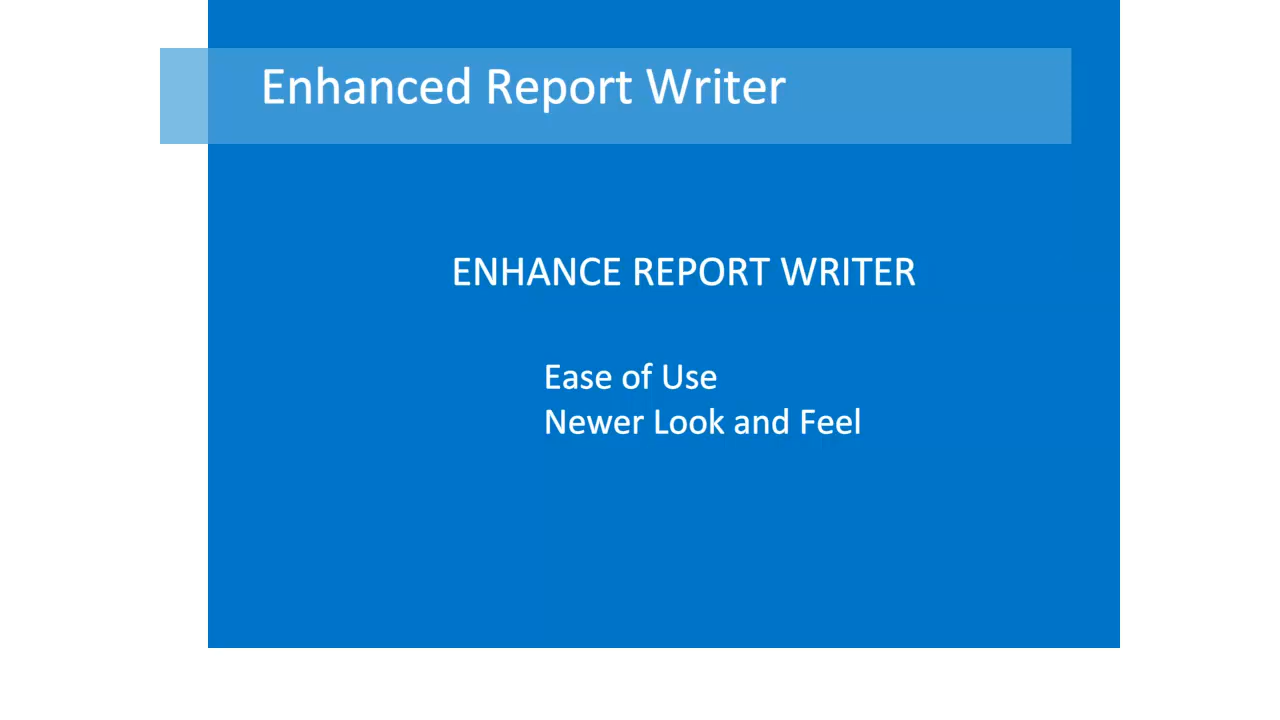 Enhanced Report Writer
ENHANCE REPORT WRITER
Ease of Use
Newer Look and Feel